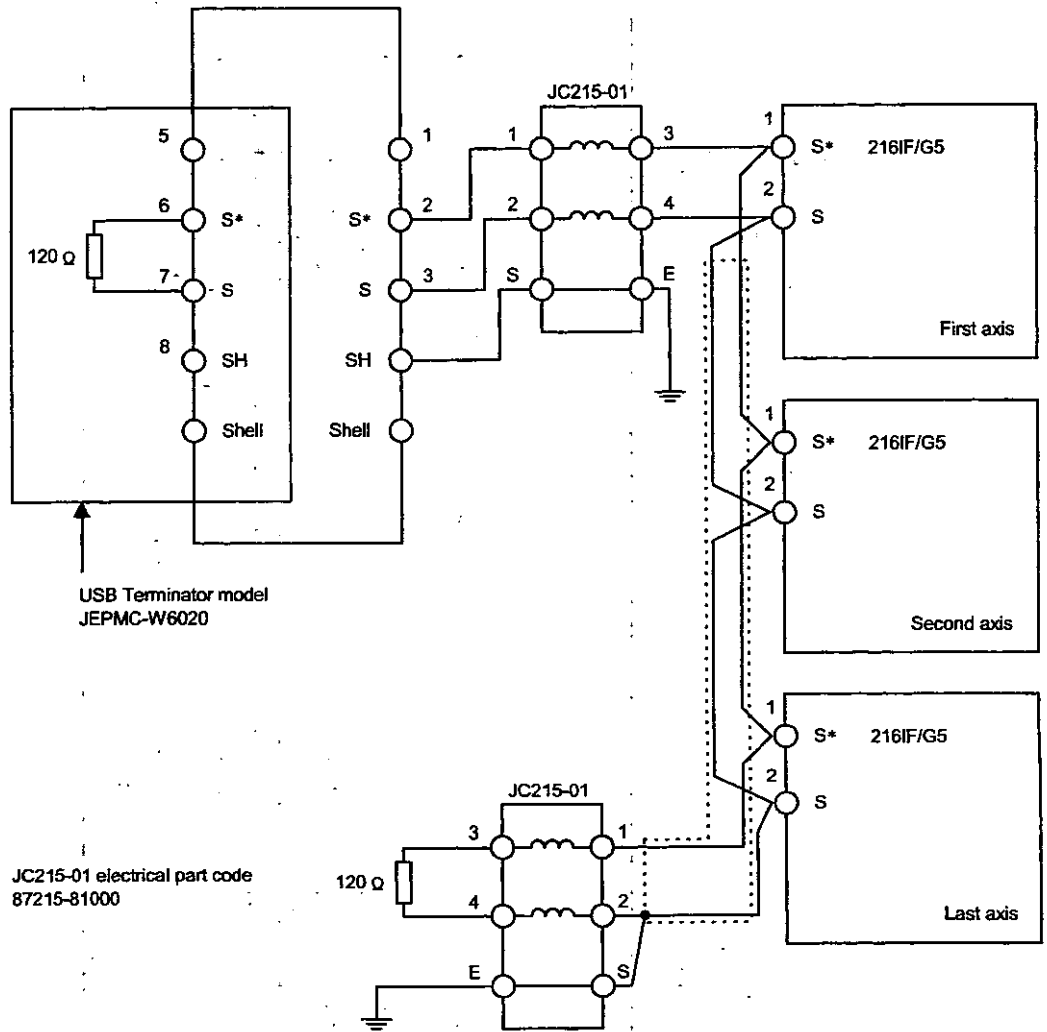 JC215-01
5
1
1
3
1
S* 216IF/G5
6
S*
S*
2
2
4
2
S
120 Ω
7
S
S
3
S
E
First axis
8
SH
SH
Shell
Shell
1
S* 216IF/G5
2
S
USB Terminator model
JEPMC-W6020
Second axis
1
S* 216IF/G5
2
S
JC215-01
3
1
JC215-01 electrical part code
87215-81000
120 Ω
4
2
Last axis
E
S